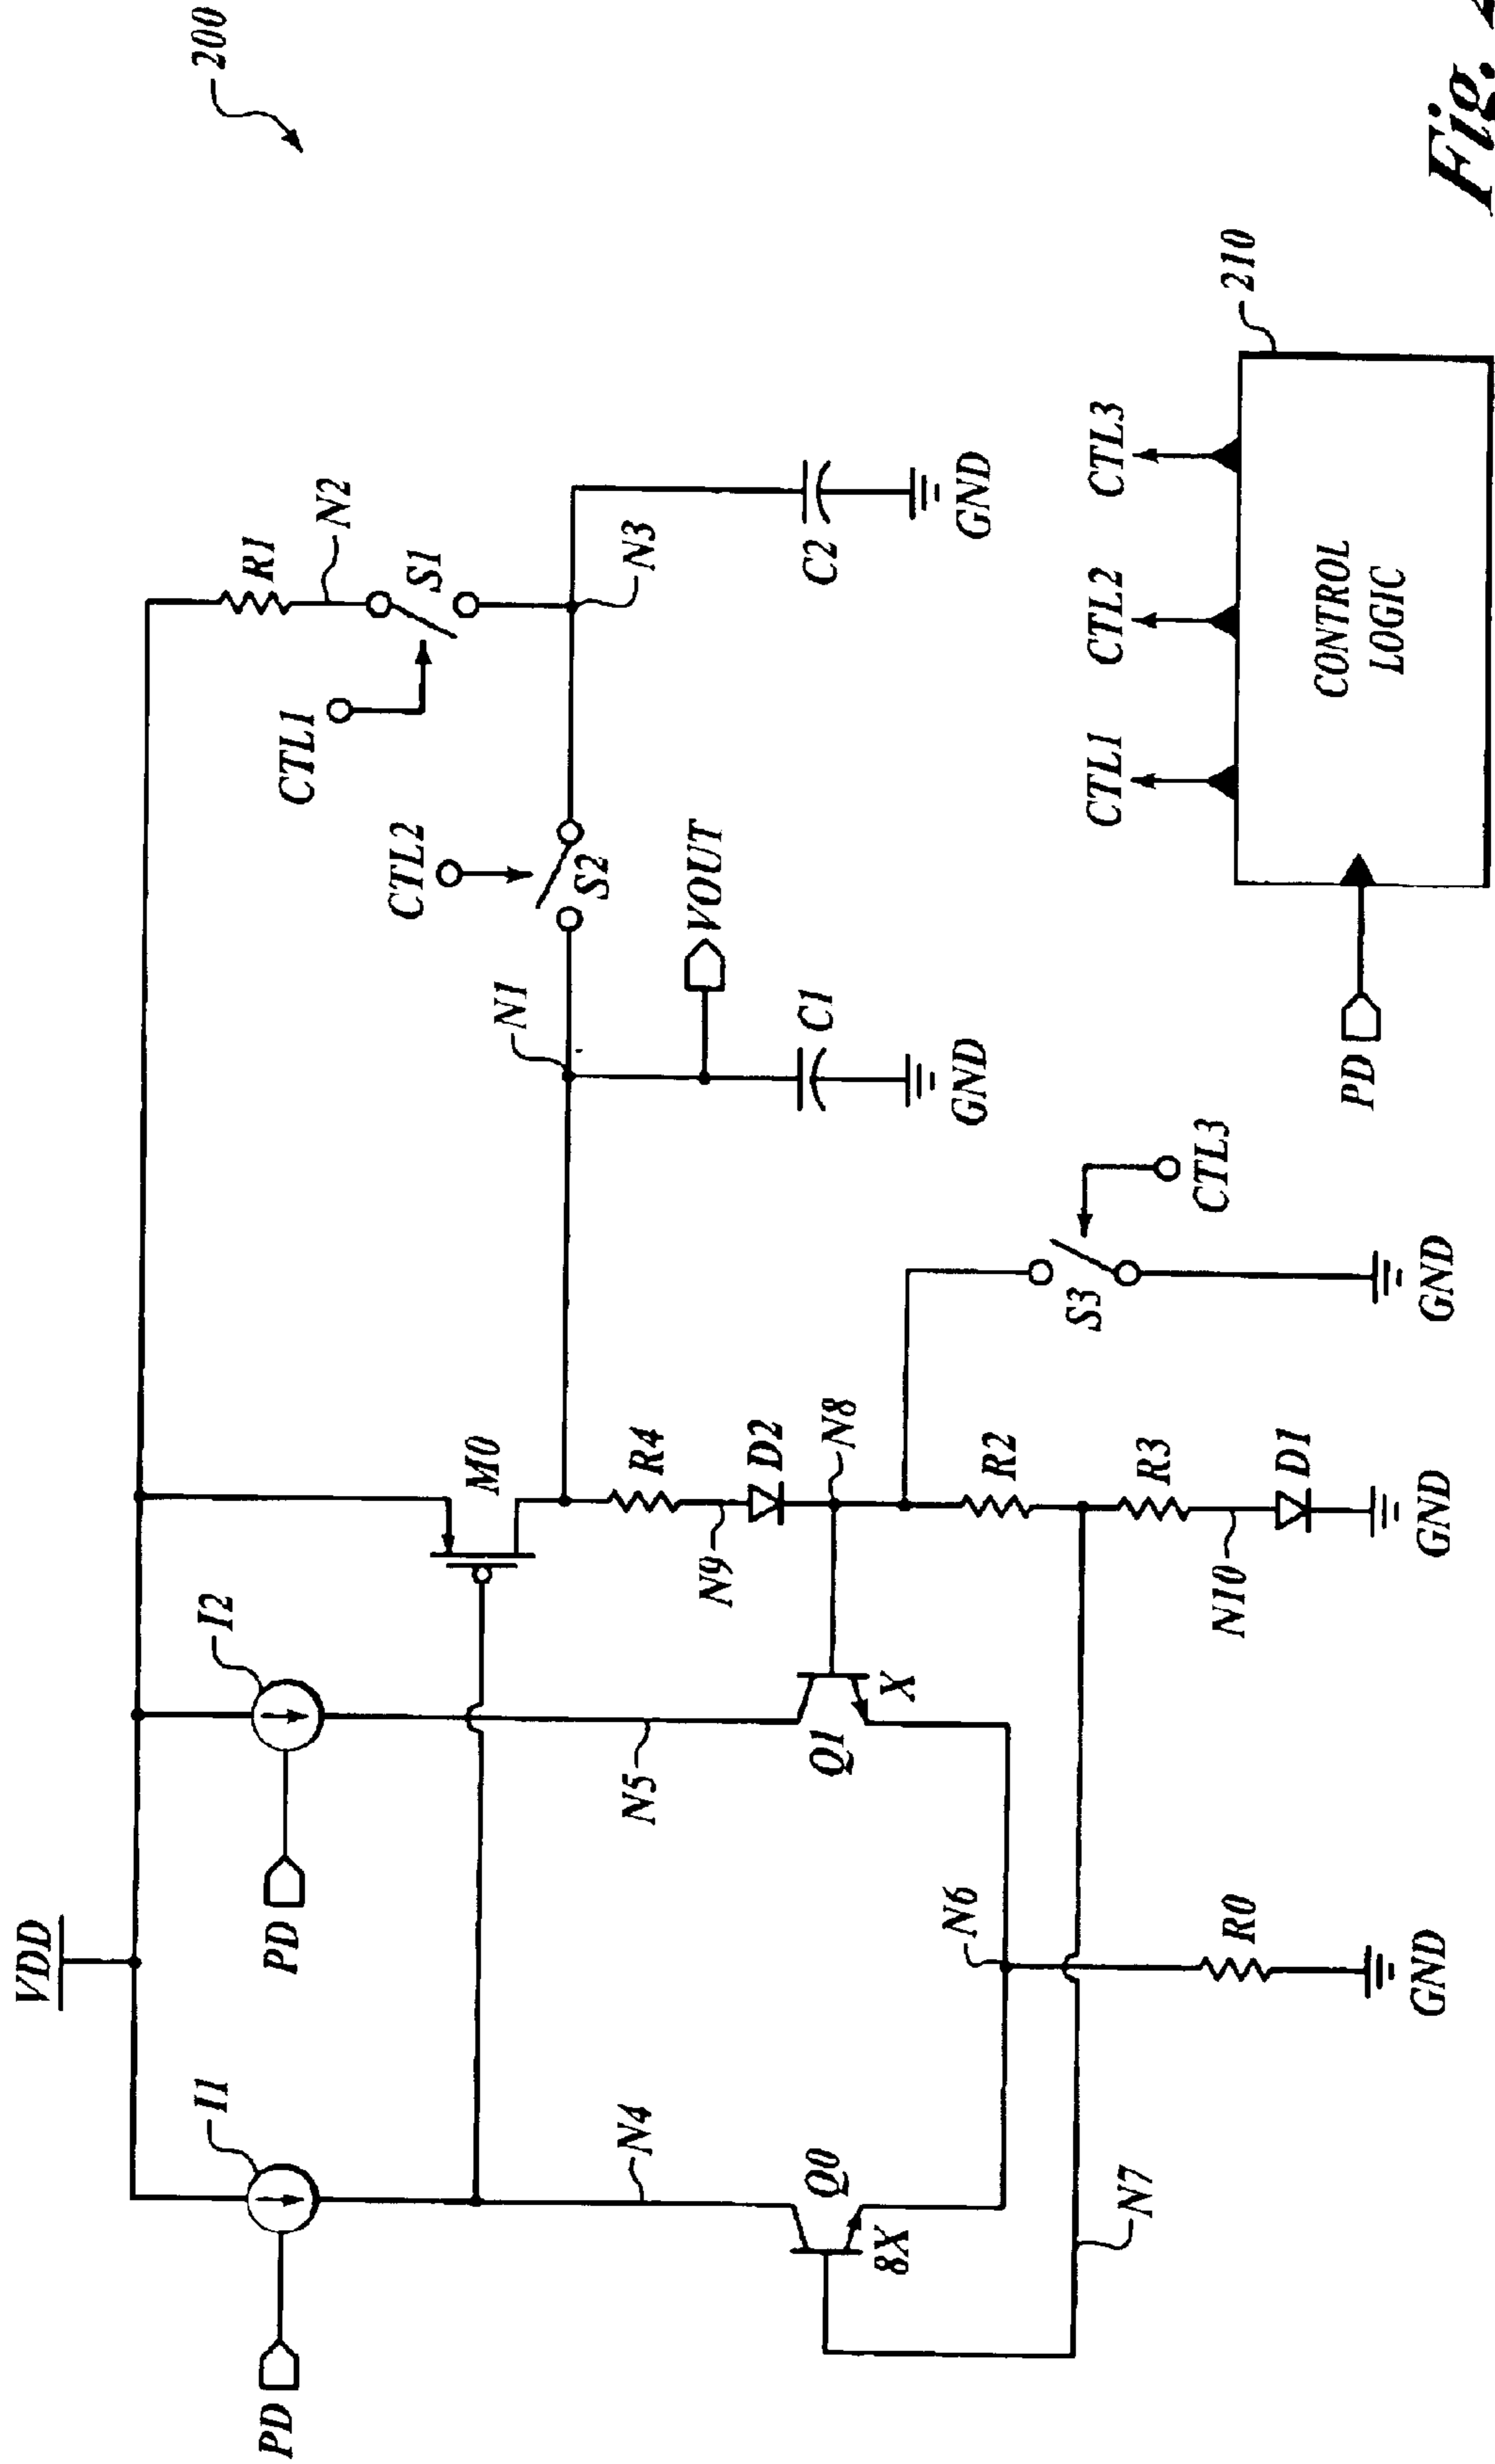 200
VDD
I1
I2
PD
PD
R1
N2
S1
CTL1
CTL2
S2
N3
N1
VOUT
C1
GND
C2
GND
M0
R4
N9
D2
N8
N4
N5
Q0
8X
Q1
X
N6
N7
R0
GND
R2
R3
N10
D1
GND
S3
CTL3
GND
CTL1
CTL2
CTL3
PD
CONTROL
LOGIC
210
Fig.